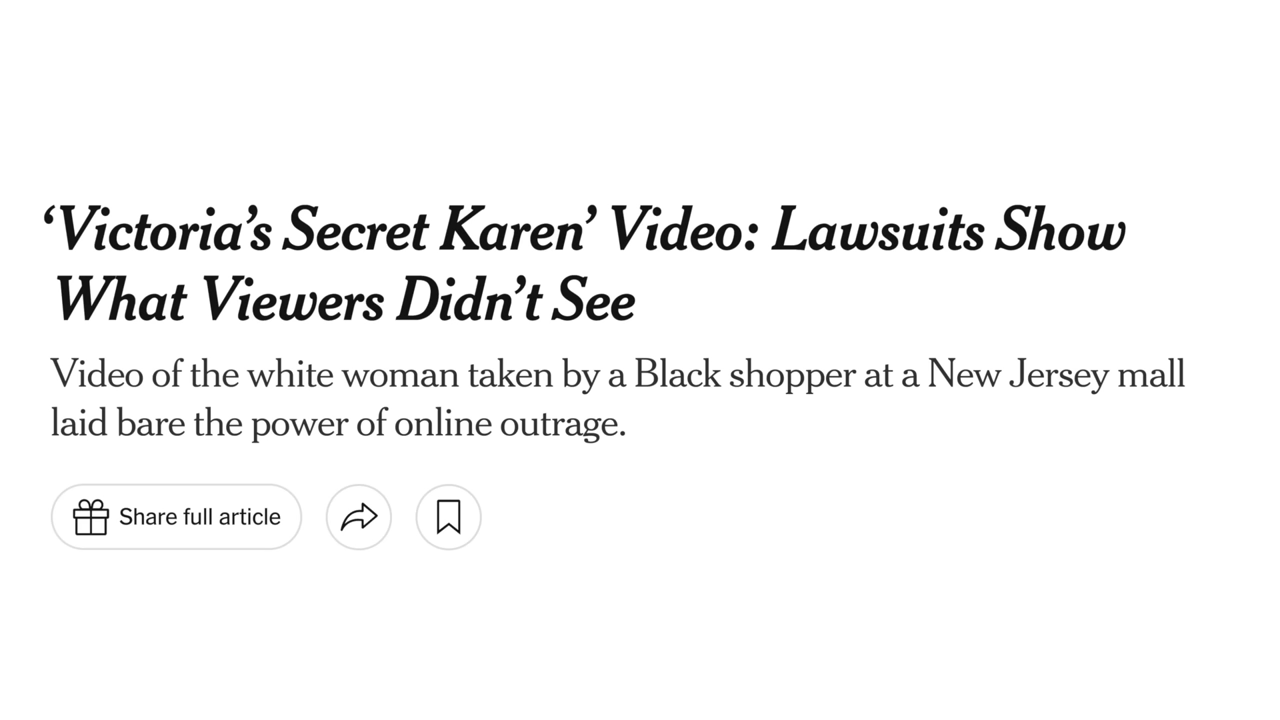 ‘Victoria’s Secret Karen’ Video: Lawsuits Show
What Viewers Didn’t See
Video of the white woman taken by a Black shopper at a New Jersey mall
laid bare the power of online outrage.
Share full article